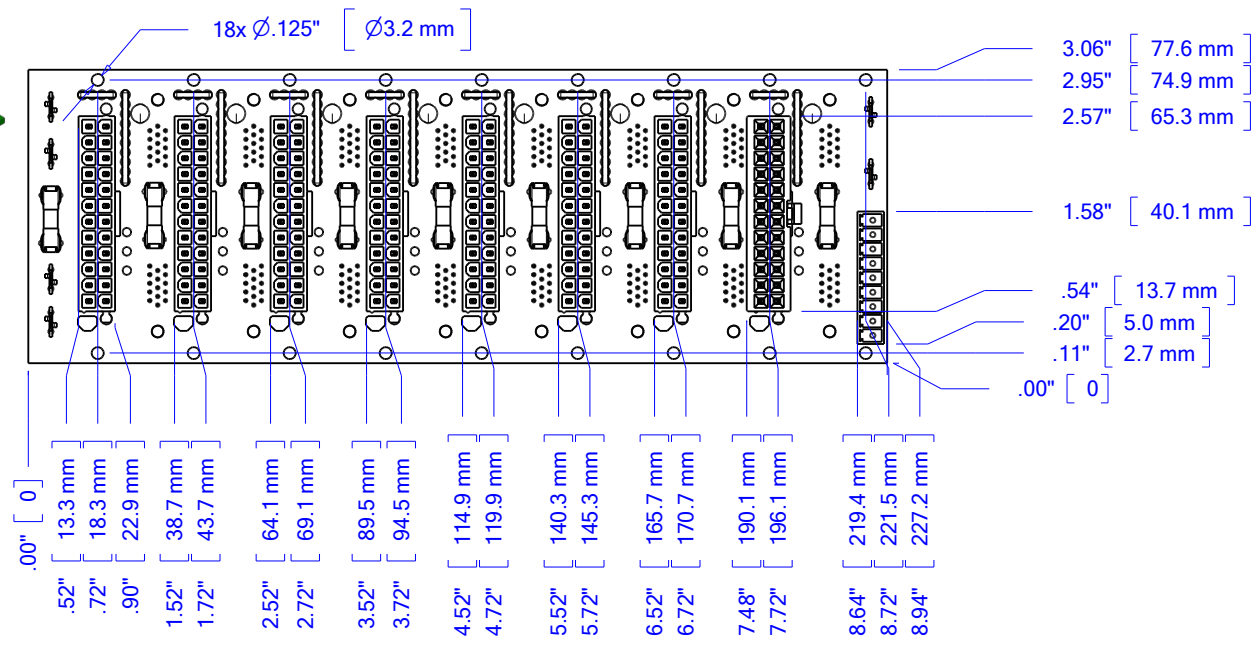 18x Ø.125" [ Ø3.2 mm ]
3.06" [ 77.6 mm ]
2.95" [ 74.9 mm ]
2.57" [ 65.3 mm ]
1.58" [ 40.1 mm ]
.54" [ 13.7 mm ]
.20" [ 5.0 mm ]
.11" [ 2.7 mm ]
.00" [ 0 ]
.00" [ 0 ]
.52" [ 13.3 mm ]
.72" [ 18.3 mm ]
.90" [ 22.9 mm ]
1.52" [ 38.7 mm ]
1.72" [ 43.7 mm ]
2.52" [ 64.1 mm ]
2.72" [ 69.1 mm ]
3.52" [ 89.5 mm ]
3.72" [ 94.5 mm ]
4.52" [ 114.9 mm ]
4.72" [ 119.9 mm ]
5.52" [ 140.3 mm ]
5.72" [ 145.3 mm ]
6.52" [ 165.7 mm ]
6.72" [ 170.7 mm ]
7.48" [ 190.1 mm ]
7.72" [ 196.1 mm ]
8.64" [ 219.4 mm ]
8.72" [ 221.5 mm ]
8.94" [ 227.2 mm ]